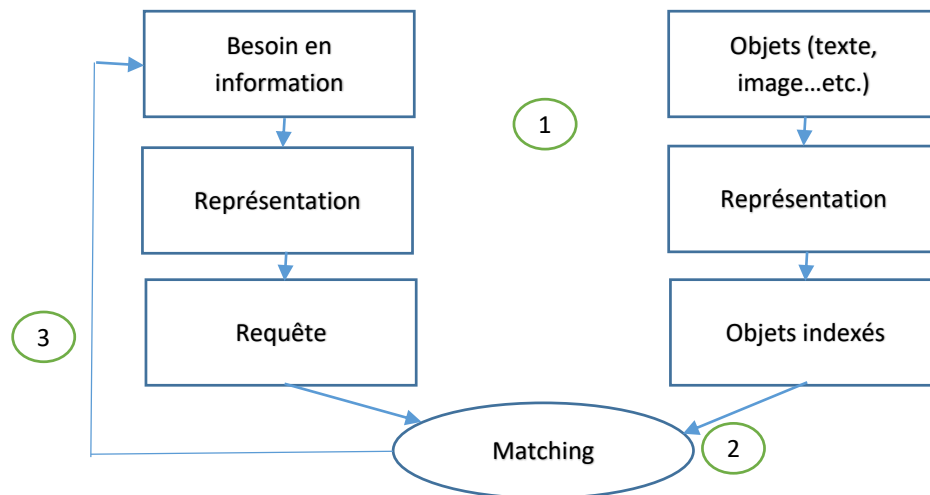 Besoin en
information
Objets (texte,
image…etc.)
1
Représentation
Représentation
Requête
Objets indexés
3
Matching
2